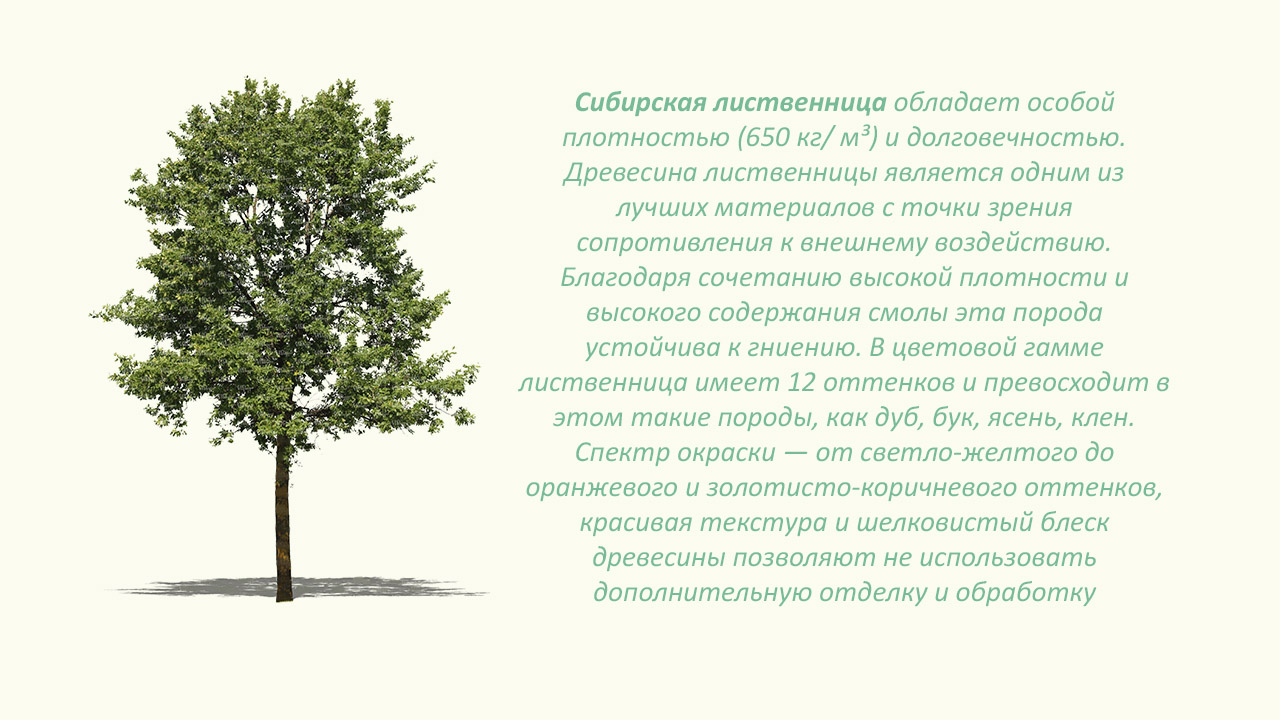 Сибирская лиственница обладает особой
плотностью (650 кг/ м³) и долговечностью.
Древесина лиственницы является одним из
лучших материалов с точки зрения
сопротивления к внешнему воздействию.
Благодаря сочетанию высокой плотности и
высокого содержания смолы эта порода
устойчива к гниению. В цветовой гамме
лиственница имеет 12 оттенков и превосходит в
этом такие породы, как дуб, бук, ясень, клен.
Спектр окраски — от светло-желтого до
оранжевого и золотисто-коричневого оттенков,
красивая текстура и шелковистый блеск
древесины позволяют не использовать
дополнительную отделку и обработку